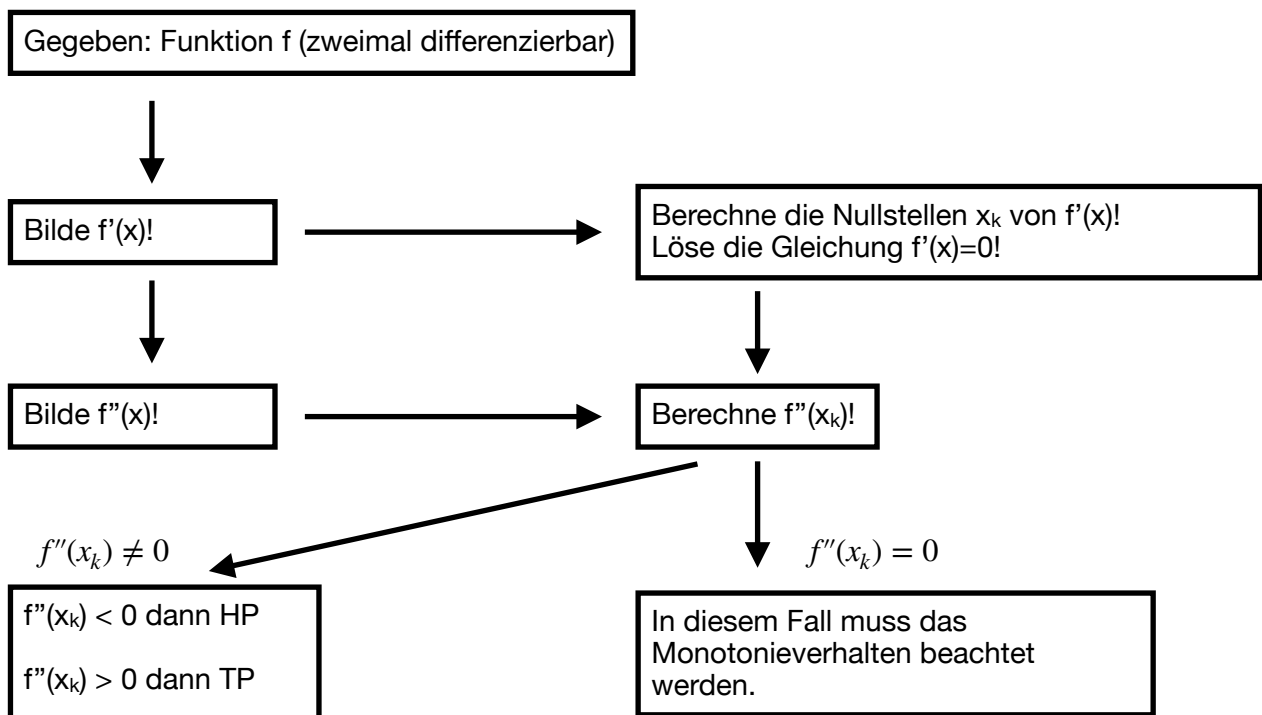 Gegeben: Funktion f (zweimal differenzierbar)
Bilde f'(x)!
Berechne die Nullstellen xₖ von f’(x)!
Löse die Gleichung f’(x)=0!
Bilde f”(x)!
Berechne f”(xₖ)!
f″(xₖ) ≠ 0
f″(xₖ) = 0
f”(xₖ) < 0 dann HP
f”(xₖ) > 0 dann TP
In diesem Fall muss das
Monotonieverhalten beachtet
werden.